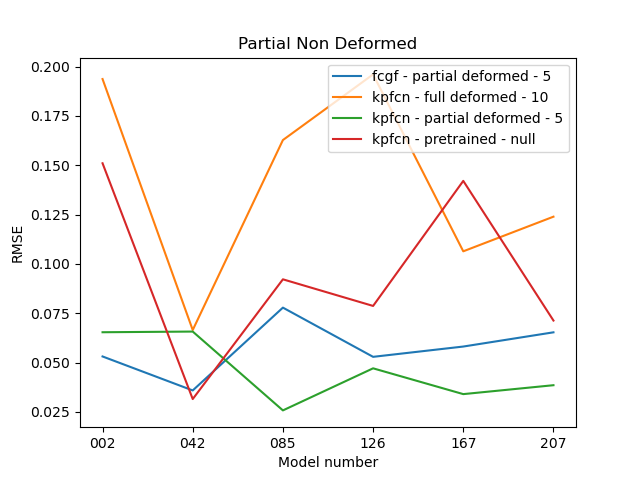 Partial Non Deformed
fcgf - partial deformed - 5
kpfcn - full deformed - 10
kpfcn - partial deformed - 5
kpfcn - pretrained - null
RMSE
0.200
0.175
0.150
0.125
0.100
0.075
0.050
0.025
002 042 085 126 167 207
Model number